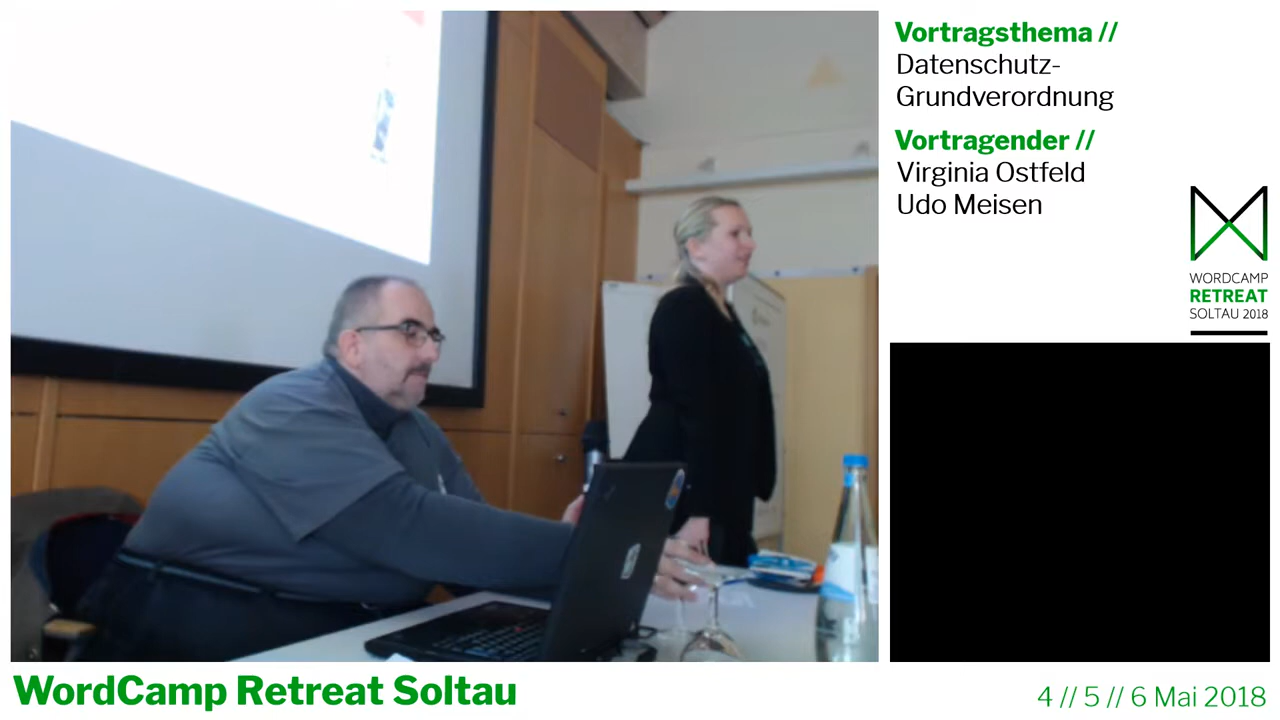 Vortragsthema //
Datenschutz-
Grundverordnung
Vortragender //
Virginia Ostfeld
Udo Meisen
WORDCAMP
RETREAT
SOLTAU 2018
WordCamp Retreat Soltau
4 // 5 // 6 Mai 2018